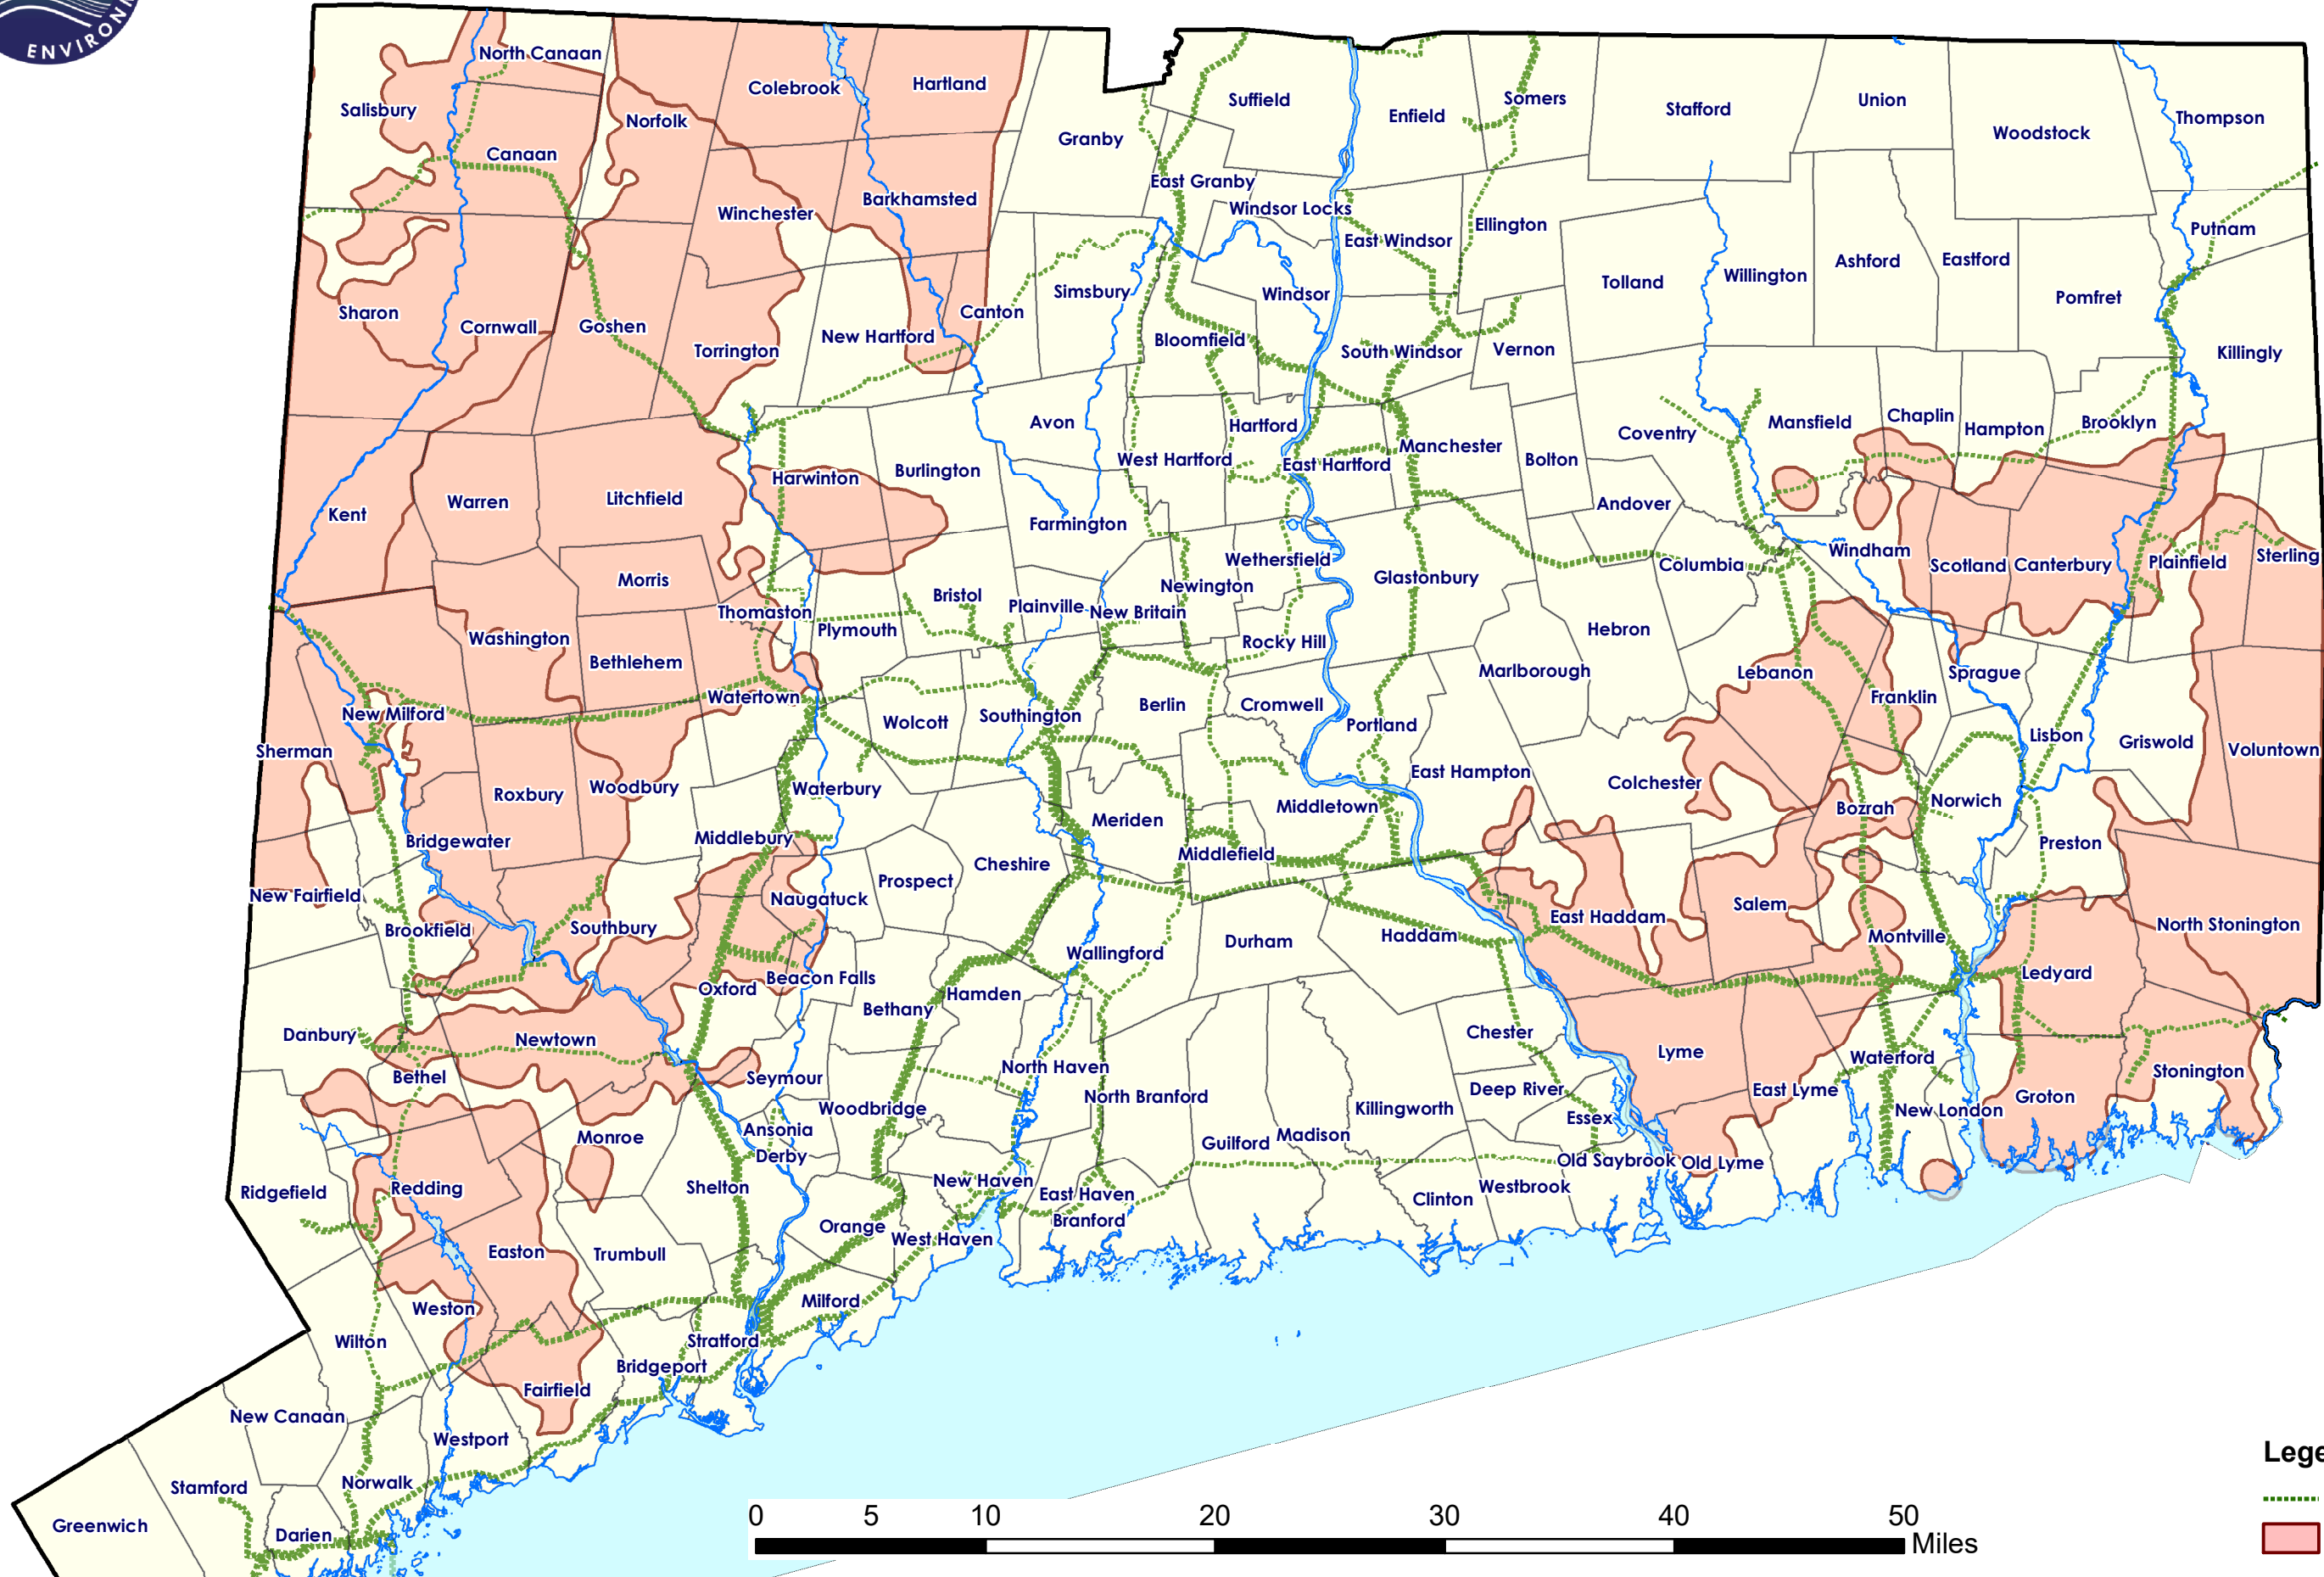 ENVIRON
North Canaan
Salisbury
Colebrook
Hartland
Norfolk
Canaan
Granby
Suffield
Enfield
Somers
Stafford
Union
Woodstock
Thompson
Winchester
Barkhamsted
East Granby
Windsor Locks
East Windsor
Ellington
Putnam
Sharon
Cornwall
Goshen
Torrington
New Hartford
Canton
Simsbury
Windsor
Bloomfield
South Windsor
Vernon
Tolland
Willington
Ashford
Eastford
Pomfret
Killingly
Kent
Warren
Litchfield
Harwinton
Burlington
Avon
Farmington
West Hartford
Hartford
East Hartford
Manchester
Bolton
Coventry
Andover
Mansfield
Chaplin
Hampton
Brooklyn
Morris
Thomaston
Plymouth
Bristol
Plainville
New Britain
Newington
Wethersfield
Rocky Hill
Glastonbury
Columbia
Windham
Scotland
Canterbury
Plainfield
Sterling
Washington
Bethlehem
Watertown
Wolcott
Southington
Berlin
Cromwell
Portland
Marlborough
Hebron
Lebanon
Franklin
Sprague
Lisbon
Griswold
Voluntown
New Milford
Sherman
Roxbury
Woodbury
Waterbury
Middlebury
Meriden
Middletown
East Hampton
Colchester
Bozrah
Norwich
Preston
Bridgewater
New Fairfield
Brookfield
Southbury
Naugatuck
Prospect
Cheshire
Middlefield
Wallingford
Durham
Haddam
East Haddam
Salem
Montville
North Stonington
Ledyard
Oxford
Beacon Falls
Bethany
Hamden
Danbury
Newtown
Bethel
Seymour
Woodbridge
North Haven
North Branford
Killingworth
Chester
Deep River
Essex
Lyme
East Lyme
Waterford
New London
Groton
Stonington
Monroe
Ansonia
Derby
Guilford
Madison
Old Saybrook
Old Lyme
Ridgefield
Redding
Shelton
New Haven
East Haven
Branford
Clinton
Westbrook
Easton
Trumbull
Orange
West Haven
Weston
Wilton
Milford
Stratford
Bridgeport
Fairfield
New Canaan
Westport
Stamford
Norwalk
Greenwich
Darien
Lege
0 5 10 20 30 40 50
Miles